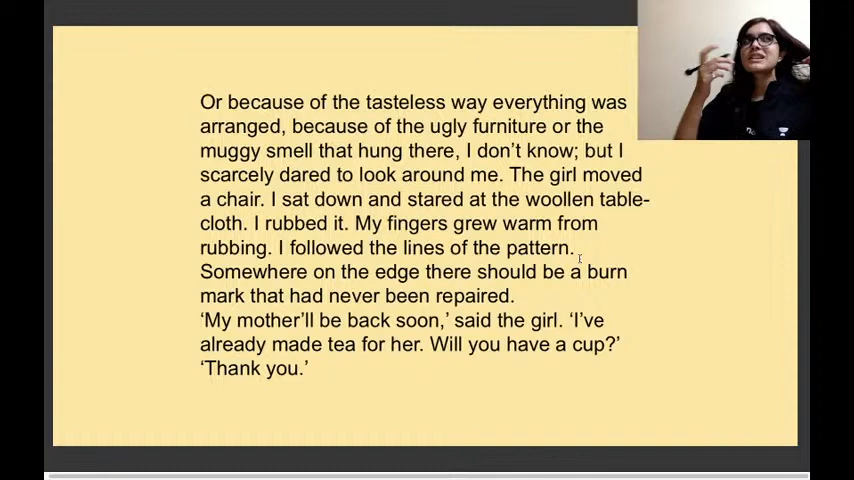 Or because of the tasteless way everything was
arranged, because of the ugly furniture or the
muggy smell that hung there, I don’t know; but I
scarcely dared to look around me. The girl moved
a chair. I sat down and stared at the woollen table-
cloth. I rubbed it. My fingers grew warm from
rubbing. I followed the lines of the pattern.
Somewhere on the edge there should be a burn
mark that had never been repaired.
‘My mother’ll be back soon,’ said the girl. ‘I’ve
already made tea for her. Will you have a cup?’
‘Thank you.’